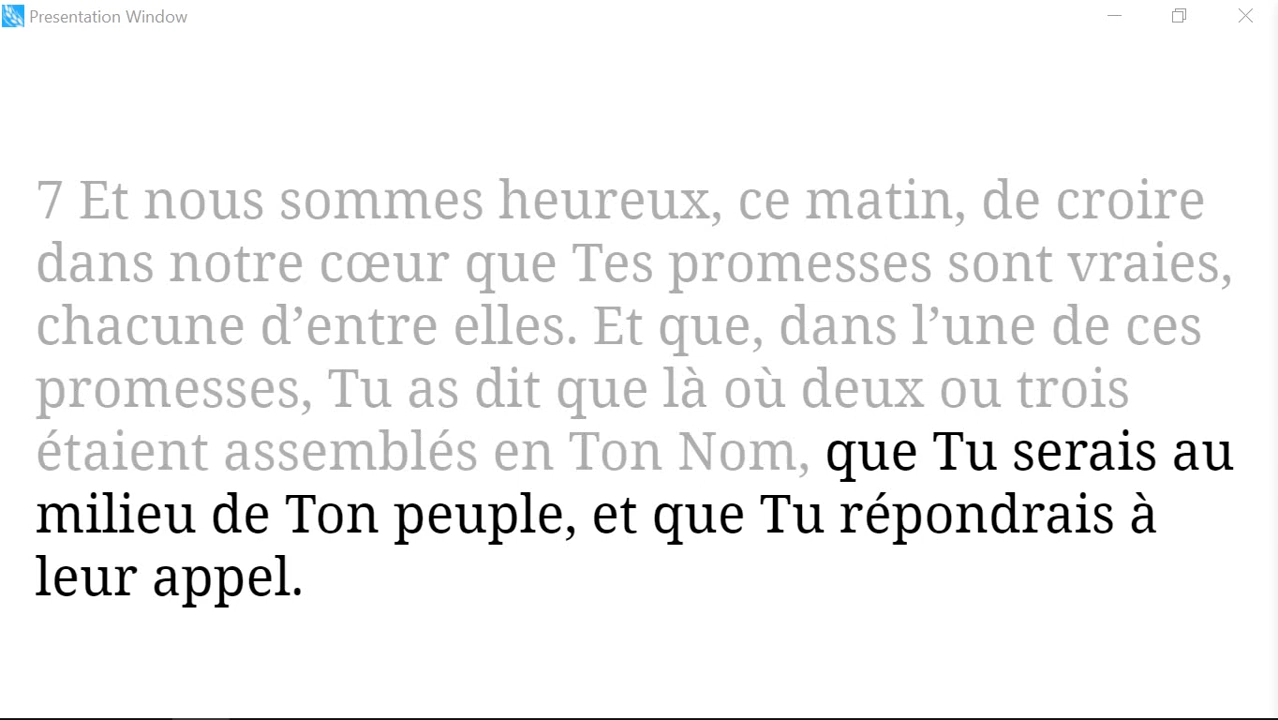 Presentation Window
7 Et nous sommes heureux, ce matin, de croire
dans notre cœur que Tes promesses sont vraies,
chacune d’entre elles. Et que, dans l’une de ces
promesses, Tu as dit que là où deux ou trois
étaient assemblés en Ton Nom, que Tu serais au
milieu de Ton peuple, et que Tu répondrais à
leur appel.